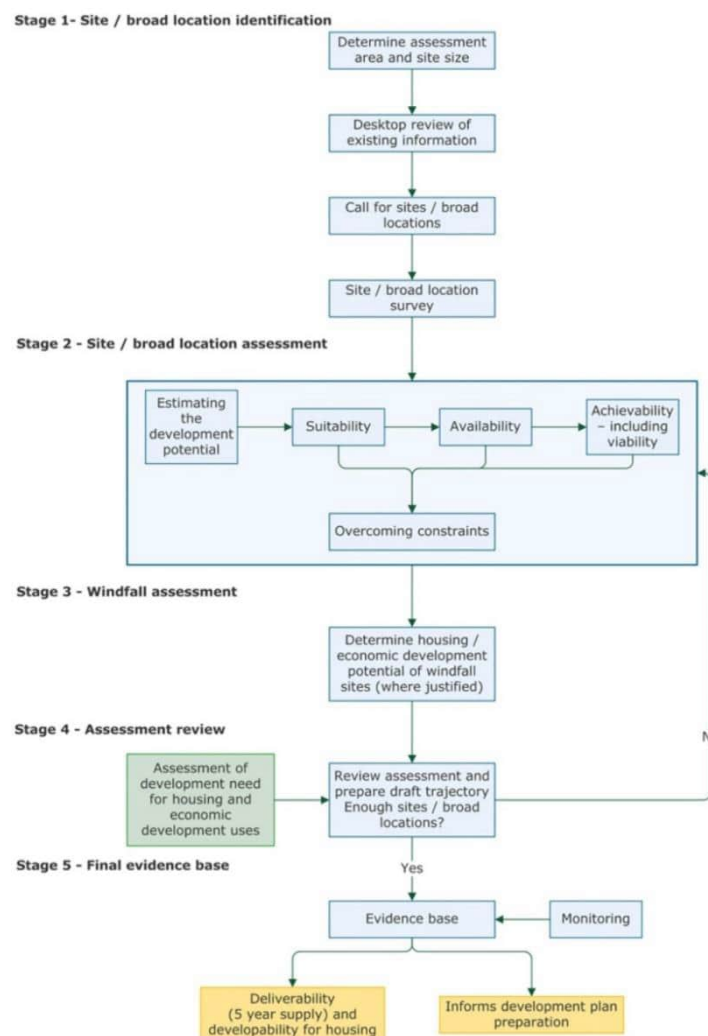 Stage 1- Site / broad location identification
Determine assessment
area and site size
Desktop review of
existing information
Call for sites / broad
locations
Site / broad location
survey
Stage 2 - Site / broad location assessment
Estimating
the
development
potential
Suitability
Availability
Achievability
– including
viability
Overcoming constraints
Stage 3 - Windfall assessment
Determine housing /
economic development
potential of windfall
sites (where justified)
Stage 4 - Assessment review
Assessment of
development need
for housing and
economic
development uses
Review assessment and
prepare draft trajectory
Enough sites / broad
locations?
Stage 5 - Final evidence base
Yes
Evidence base
Monitoring
Deliverability
(5 year supply) and
developability for housing
Informs development plan
preparation